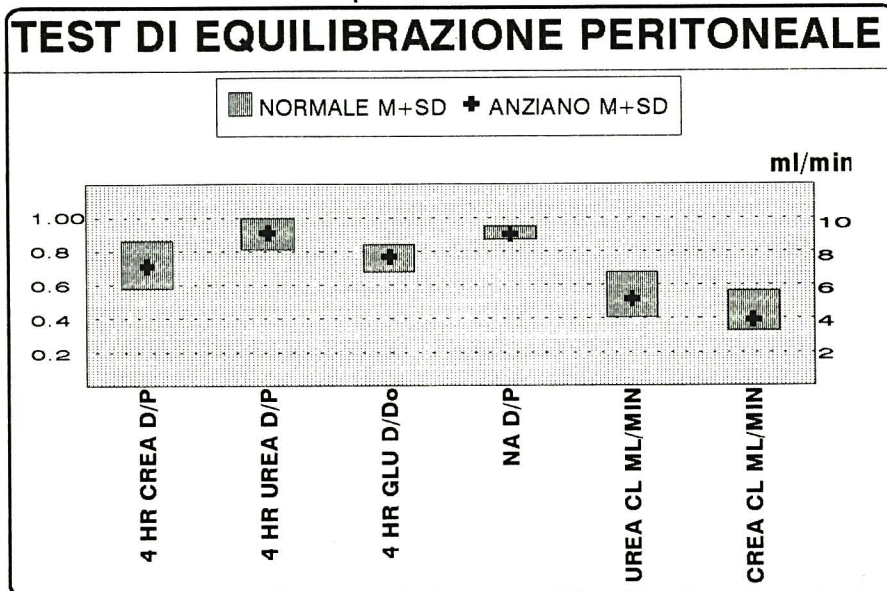 TEST DI EQUILIBRAZIONE PERITONEALE
NORMALE M+SD ANZIANO M+SD
ml/min
1.00
0.8
0.6
0.4
0.2
10
8
6
4
2
4 HR CREA D/P
4 HR UREA D/P
4 HR GLU D/Do
NA D/P
UREA CL ML/MIN
CREA CL ML/MIN